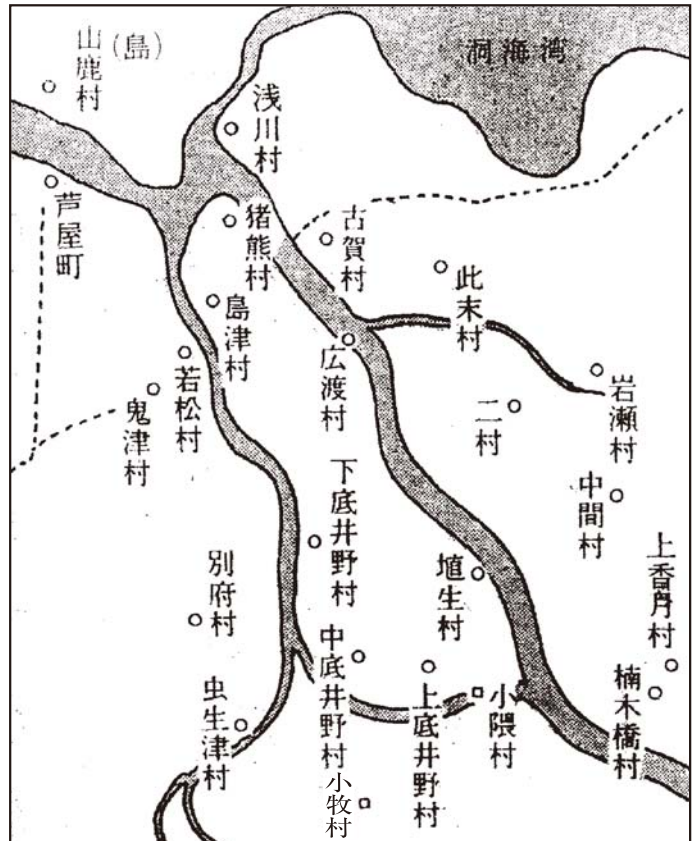 洞海湾
(島)
山鹿村
浅川村
芦屋町
猪熊村
古賀村
此末村
島津村
広渡村
若松村
鬼津村
二村
岩瀬村
中間村
下底井野村
埴生村
別府村
上香月村
中底井野村
小隈村
楠木橋村
上底井野村
虫生津村
小牧村